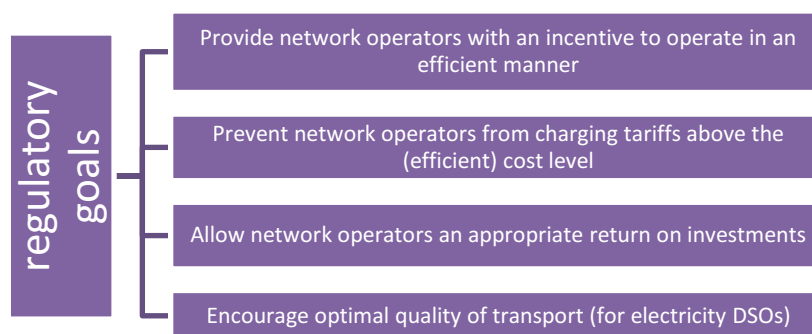 regulatory
goals
Provide network operators with an incentive to operate in an
efficient manner
Prevent network operators from charging tariffs above the
(efficient) cost level
Allow network operators an appropriate return on investments
Encourage optimal quality of transport (for electricity DSOs)